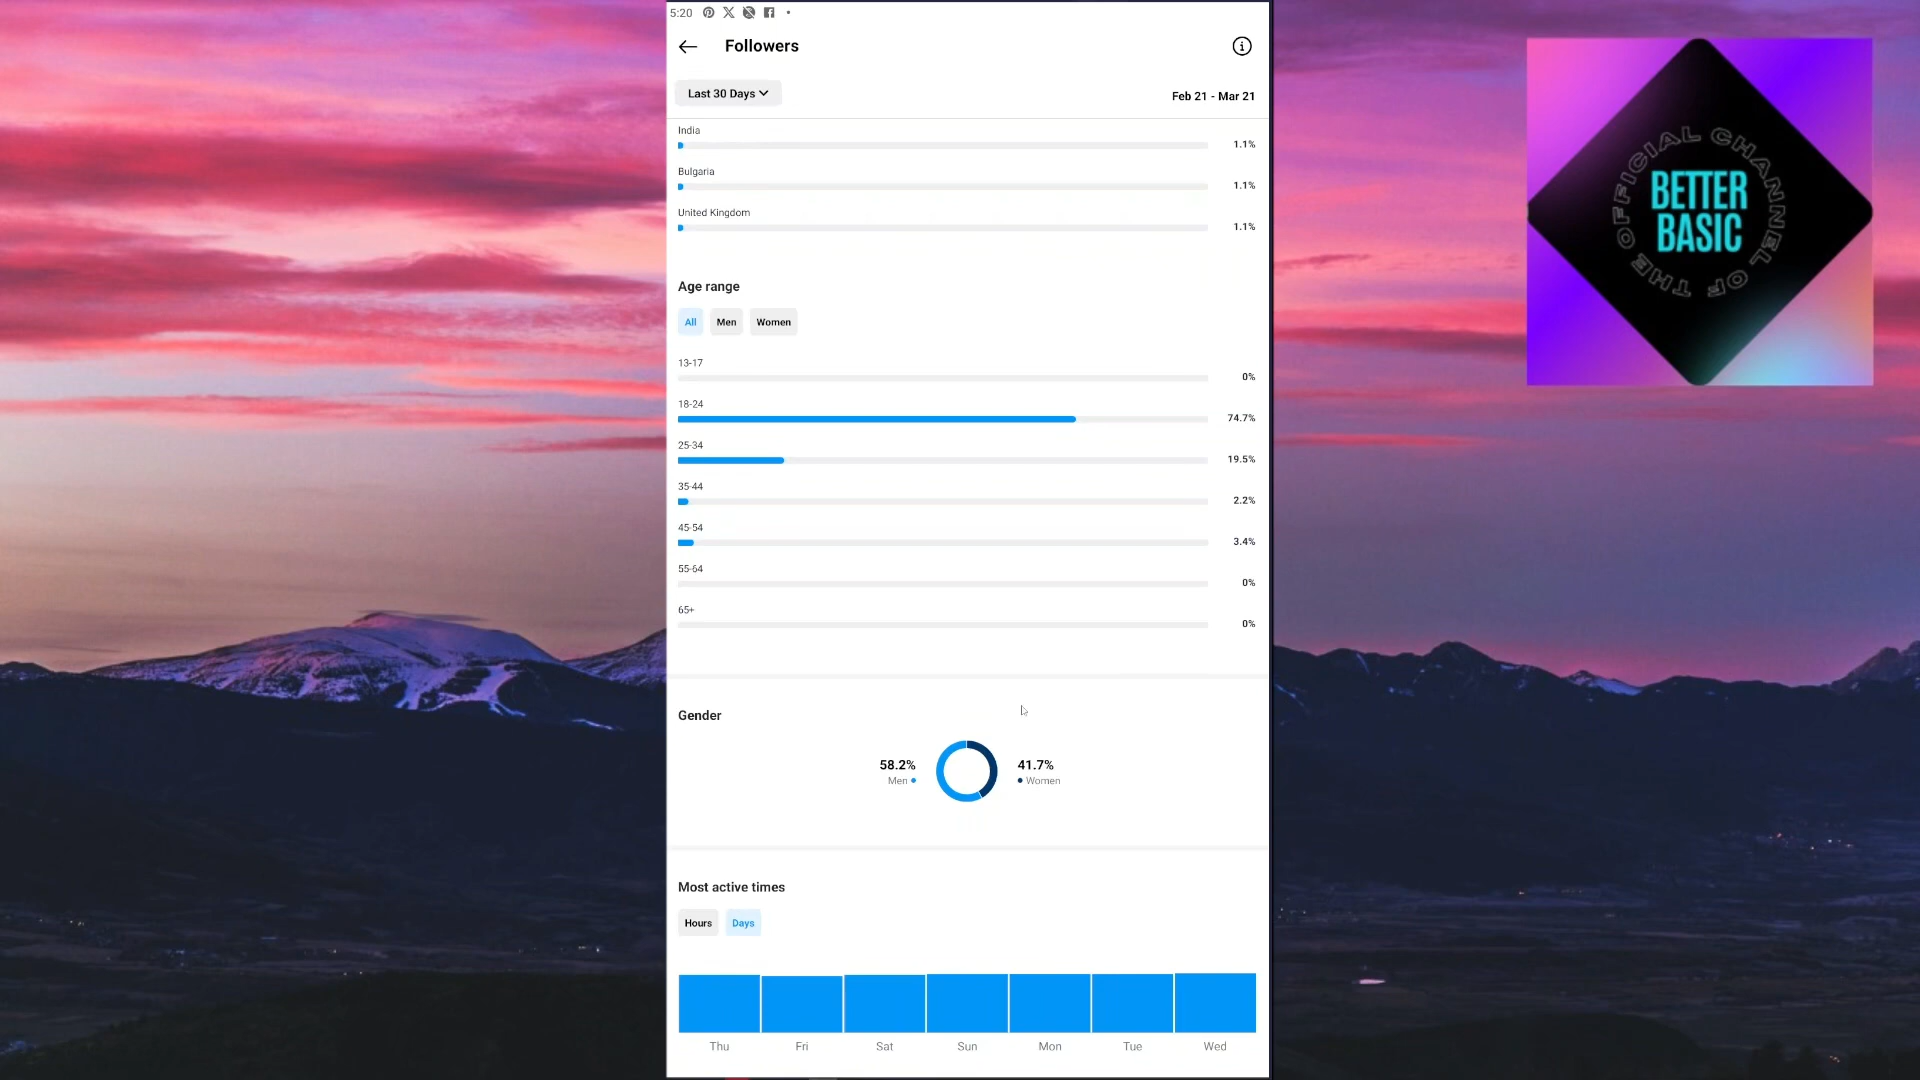 5:20
Followers
Last 30 Days
Feb 21 - Mar 21
India
1.1%
Bulgaria
1.1%
United Kingdom
1.1%
Age range
All Men Women
13-17
0%
18-24
74.7%
25-34
19.5%
35-44
2.2%
45-54
3.4%
55-64
0%
65+
0%
Gender
58.2%
Men
41.7%
Women
Most active times
Hours Days
Thu Fri Sat Sun Mon Tue Wed
OFFICIAL CHANNEL OF THE
BETTER
BASIC